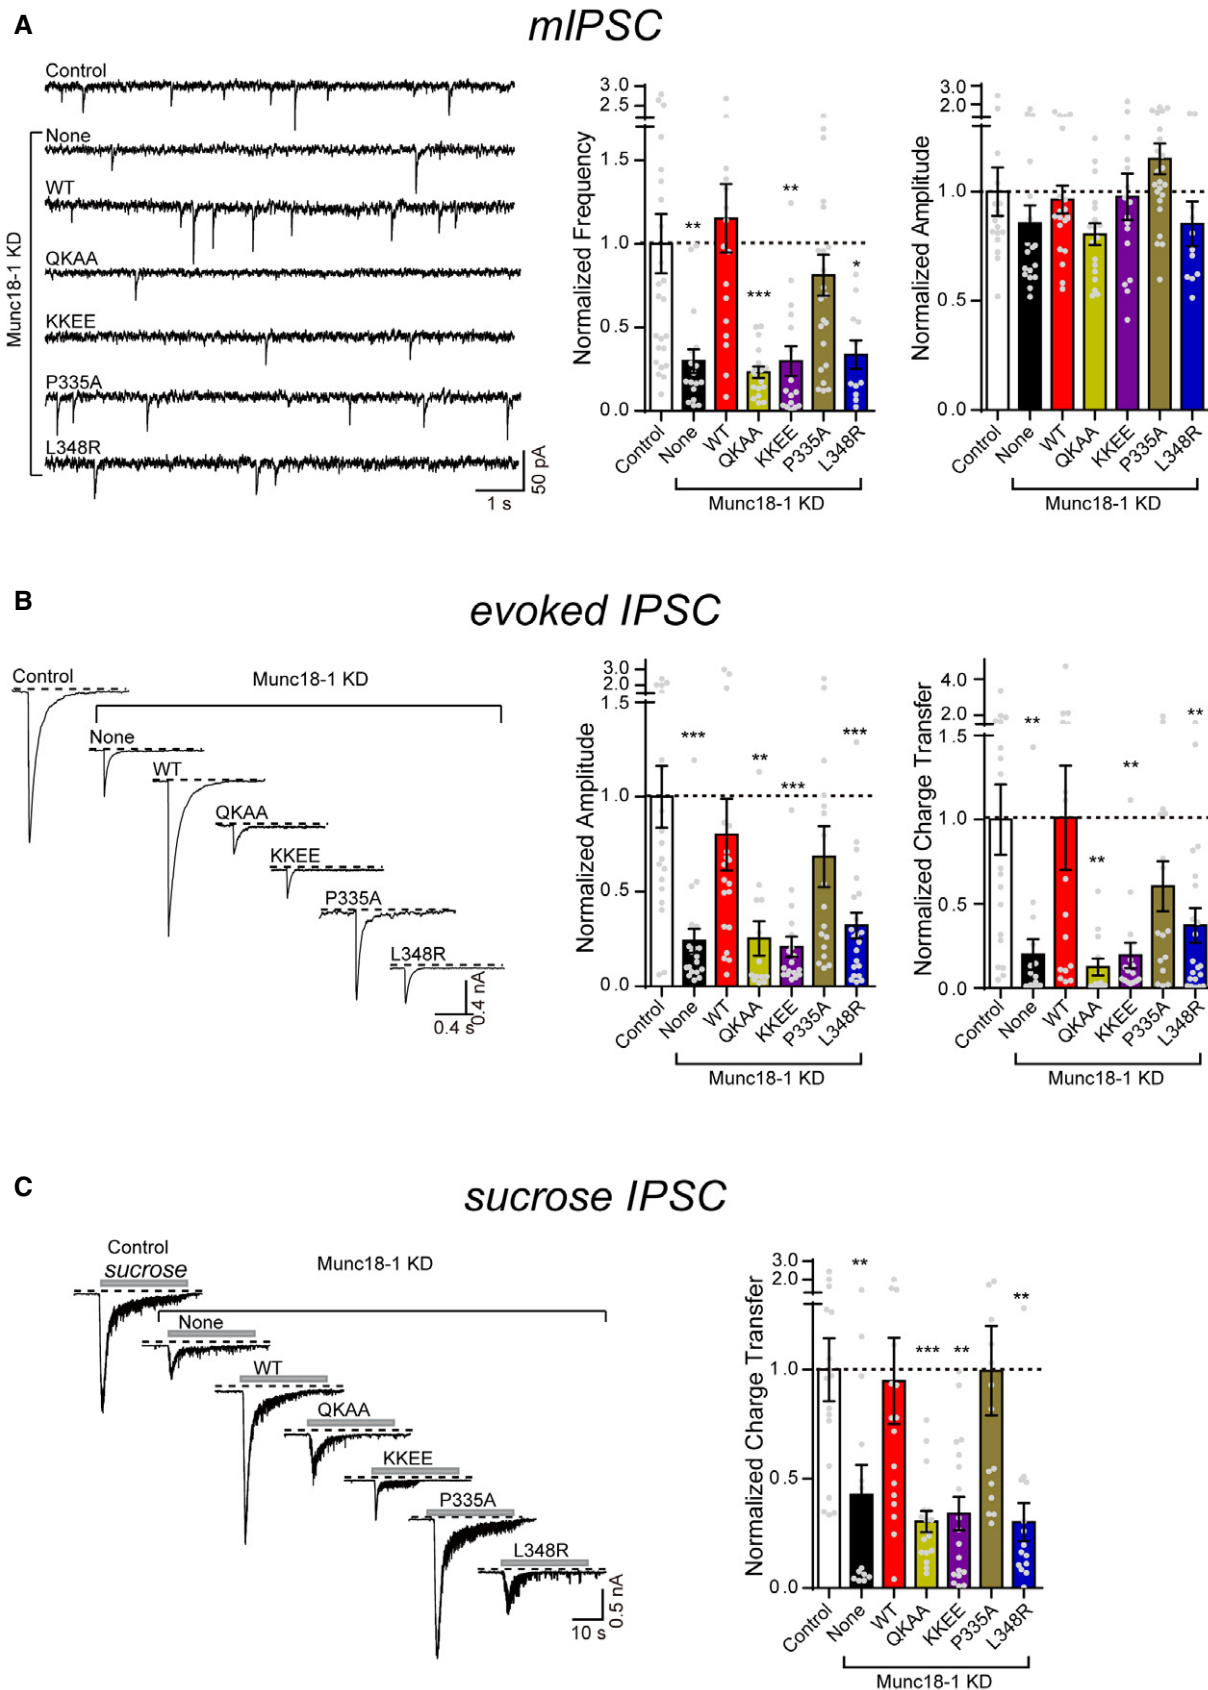 A
mIPSC
Control
None
WT
QKAA
KKEE
P335A
L348R
Munc18-1 KD
50 pA
1 s
Normalized Frequency
3.0
2.5
1.5
1.0
0.5
0.0
**
***
**
*
Control
None
WT
QKAA
KKEE
P335A
L348R
Munc18-1 KD
Normalized Amplitude
3.0
2.0
1.0
0.5
0.0
Control
None
WT
QKAA
KKEE
P335A
L348R
Munc18-1 KD
B
evoked IPSC
Control
Munc18-1 KD
None
WT
QKAA
KKEE
P335A
L348R
0.4 nA
0.4 s
Normalized Amplitude
3.0
2.0
1.5
1.0
0.5
0.0
***
**
***
***
Control
None
WT
QKAA
KKEE
P335A
L348R
Munc18-1 KD
Normalized Charge Transfer
4.0
2.0
1.5
1.0
0.5
0.0
**
**
**
**
Control
None
WT
QKAA
KKEE
P335A
L348R
Munc18-1 KD
C
sucrose IPSC
Control
sucrose
Munc18-1 KD
None
WT
QKAA
KKEE
P335A
L348R
0.5 nA
10 s
Normalized Charge Transfer
3.0
2.0
1.0
0.5
0.0
**
***
**
**
Control
None
WT
QKAA
KKEE
P335A
L348R
Munc18-1 KD